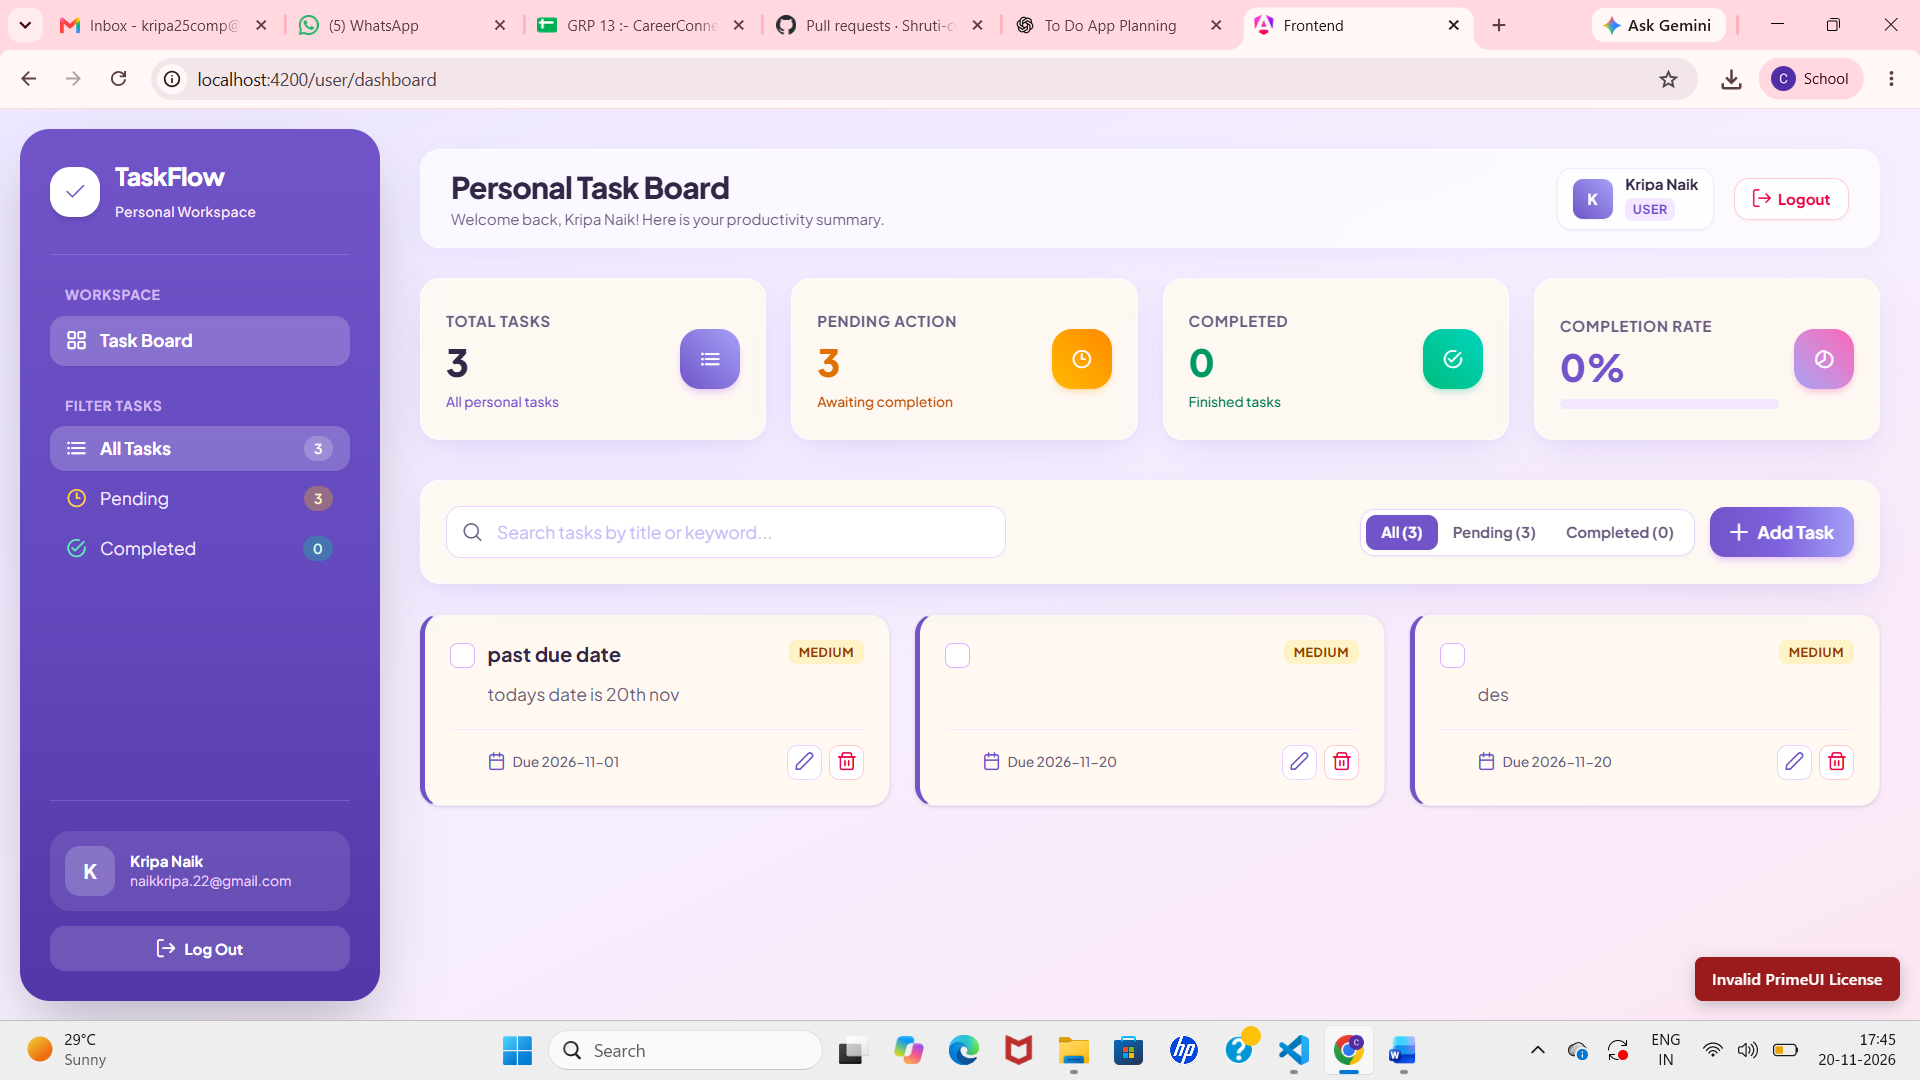 Inbox - kripa25comp@
(5) WhatsApp
GRP 13 :- CareerConne
Pull requests · Shruti-c
To Do App Planning
Frontend
Ask Gemini
localhost:4200/user/dashboard
C
School
TaskFlow
Personal Workspace
WORKSPACE
Task Board
FILTER TASKS
All Tasks
3
Pending
3
Completed
0
K
Kripa Naik
naikkripa.22@gmail.com
Log Out
Personal Task Board
Welcome back, Kripa Naik! Here is your productivity summary.
K
Kripa Naik
USER
Logout
TOTAL TASKS
3
All personal tasks
PENDING ACTION
3
Awaiting completion
COMPLETED
0
Finished tasks
COMPLETION RATE
0%
Search tasks by title or keyword...
All (3)
Pending (3)
Completed (0)
Add Task
past due date
MEDIUM
todays date is 20th nov
Due 2026-11-01
MEDIUM
Due 2026-11-20
MEDIUM
des
Due 2026-11-20
Invalid PrimeUI License
29°C
Sunny
Search
hp
C
W
ENG
IN
17:45
20-11-2026